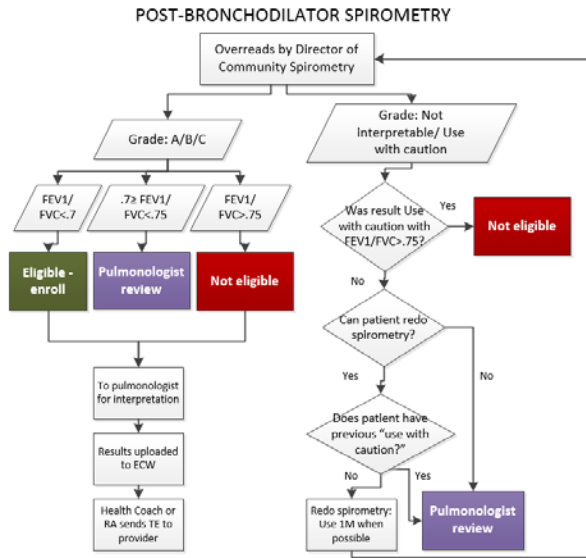 POST-BRONCHODILATOR SPIROMETRY
Overreads by Director of
Community Spirometry
Grade: A/B/C
Grade: Not
Interpretable/ Use
with caution
FEV1/
FVC<.7
.7≥ FEV1/
FVC<.75
FEV1/
FVC>.75
Eligible -
enroll
Pulmonologist
review
Not eligible
Was result Use
with caution with
FEV1/FVC>.75?
Yes
Not eligible
No
Can patient redo
spirometry?
No
Yes
To pulmonologist
for interpretation
Does patient have
previous “use with
caution?”
Results uploaded
to ECW
No
Yes
Health Coach or
RA sends TE to
provider
Redo spirometry:
Use 1M when
possible
Pulmonologist
review